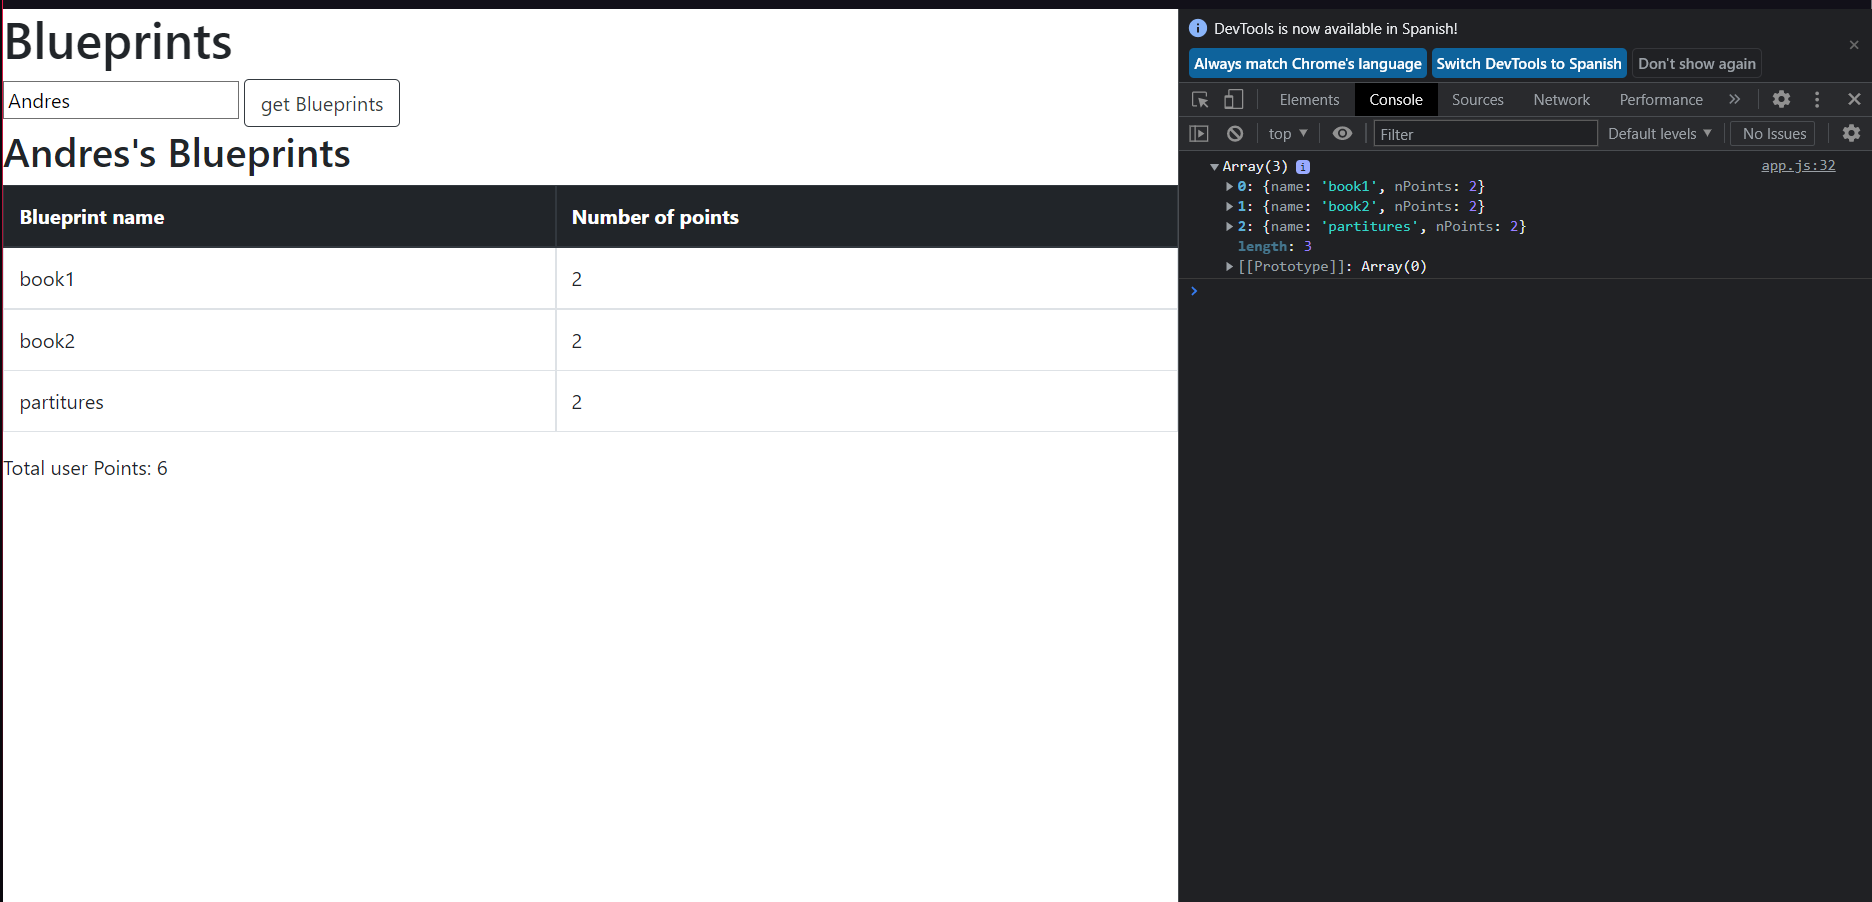 Blueprints
Andres
get Blueprints
Andres's Blueprints
Blueprint name Number of points
book1 2
book2 2
partitures 2
Total user Points: 6
DevTools is now available in Spanish!
Always match Chrome's language Switch DevTools to Spanish Don't show again
Elements Console Sources Network Performance
top Filter Default levels No Issues
Array(3) i app.js:32
0: {name: 'book1', nPoints: 2}
1: {name: 'book2', nPoints: 2}
2: {name: 'partitures', nPoints: 2}
length: 3
[[Prototype]]: Array(0)